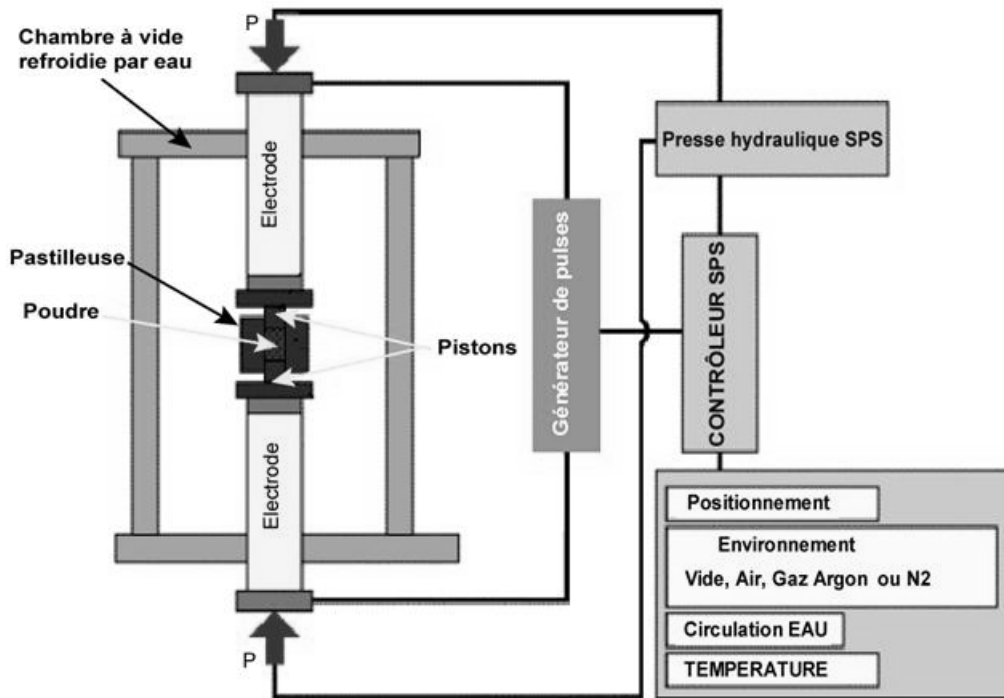 P
Chambre à vide
refroidie par eau
Electrode
Presse hydraulique SPS
Pastilleuse
Poudre
Pistons
Générateur de pulses
CONTRÔLEUR SPS
Electrode
Positionnement
Environnement
Vide, Air, Gaz Argon ou N2
Circulation EAU
TEMPERATURE
P